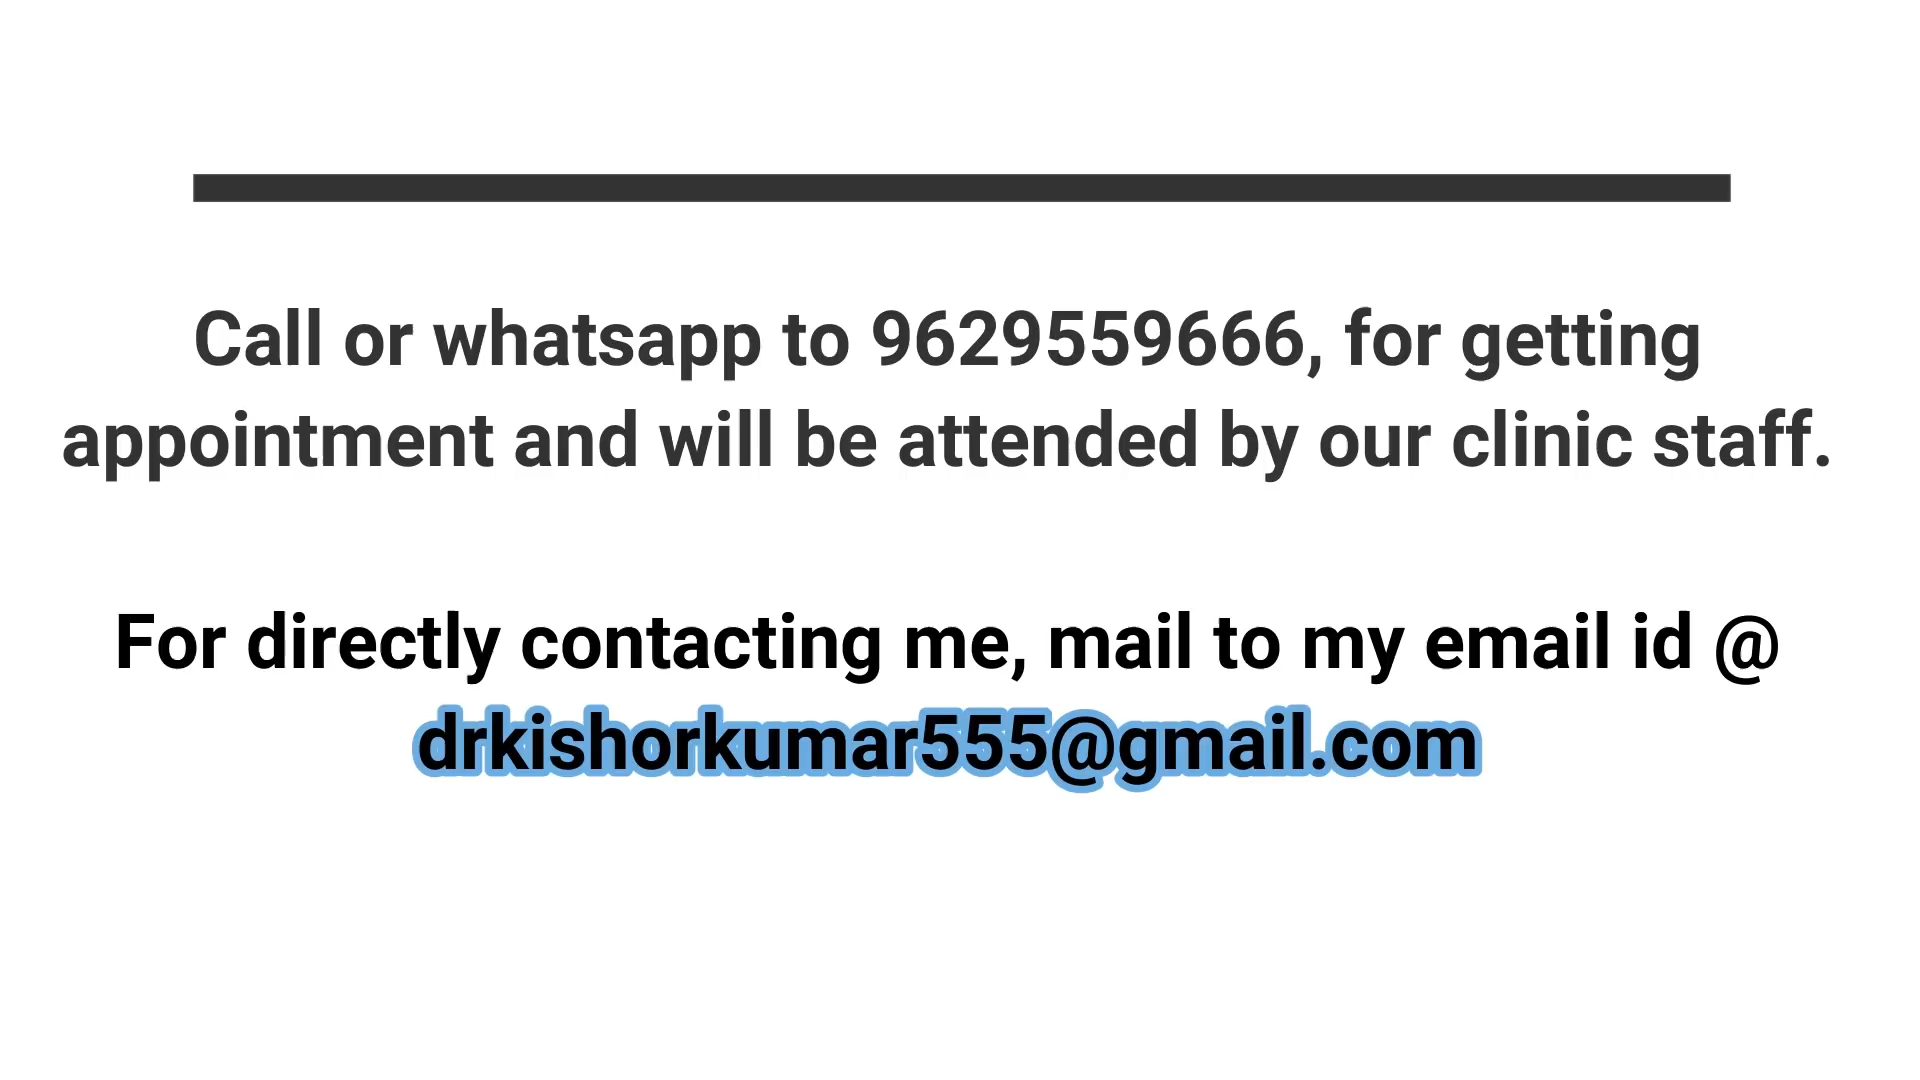 Call or whatsapp to 9629559666, for getting
appointment and will be attended by our clinic staff.
For directly contacting me, mail to my email id @
drkishorkumar555@gmail.com